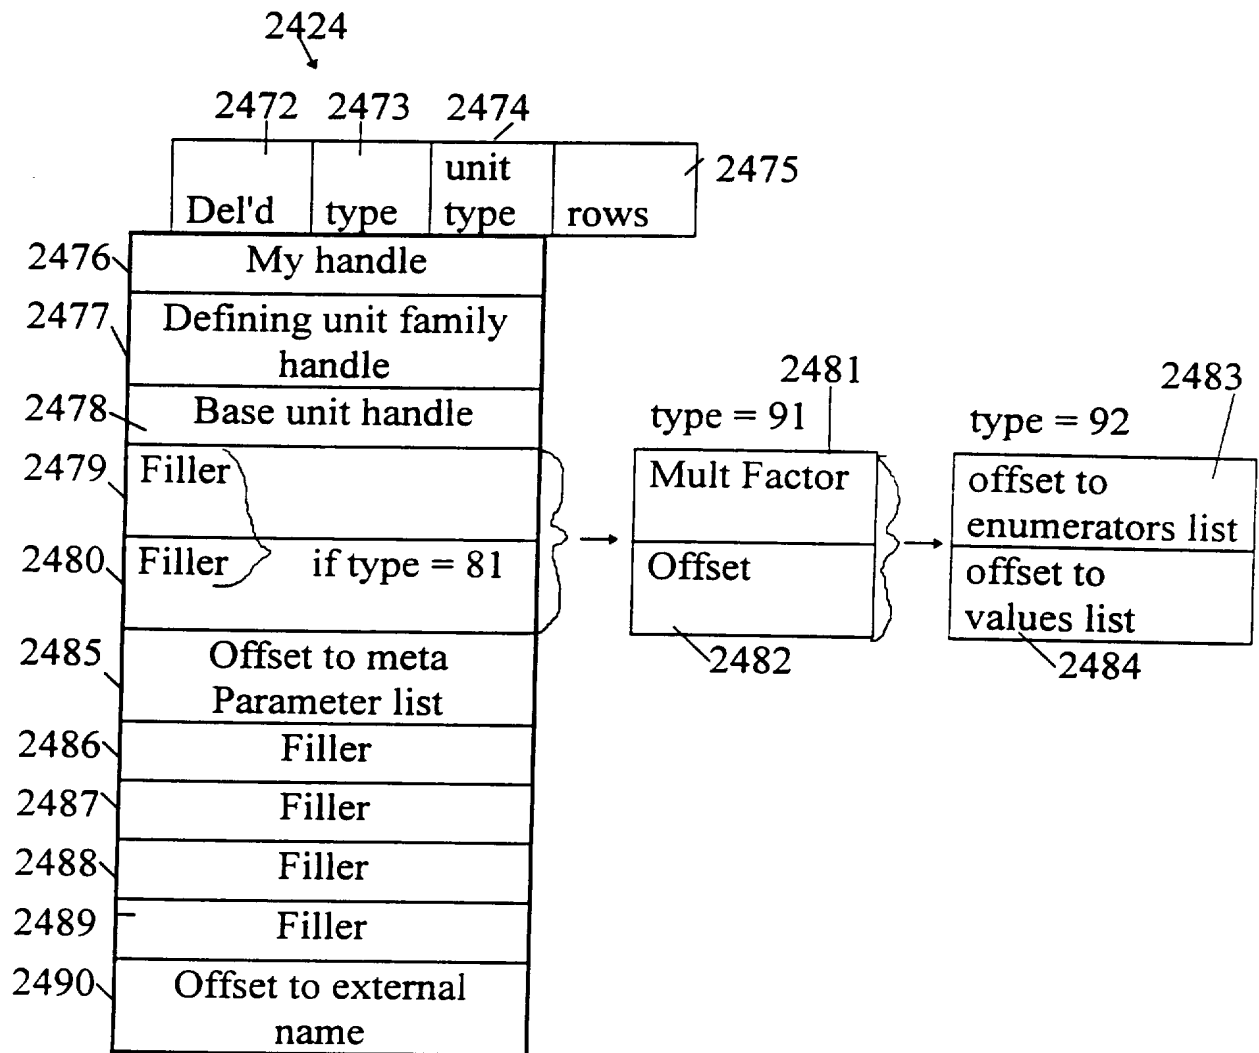 2424
2472 2473 2474
Del'd type unit type rows 2475
2476 My handle
2477 Defining unit family
handle
2478 Base unit handle
2479 Filler
2480 Filler if type = 81
2481
type = 91
Mult Factor
Offset
2482
2483
type = 92
offset to
enumerators list
offset to
values list
2484
2485 Offset to meta
Parameter list
2486 Filler
2487 Filler
2488 Filler
2489 Filler
2490 Offset to external
name